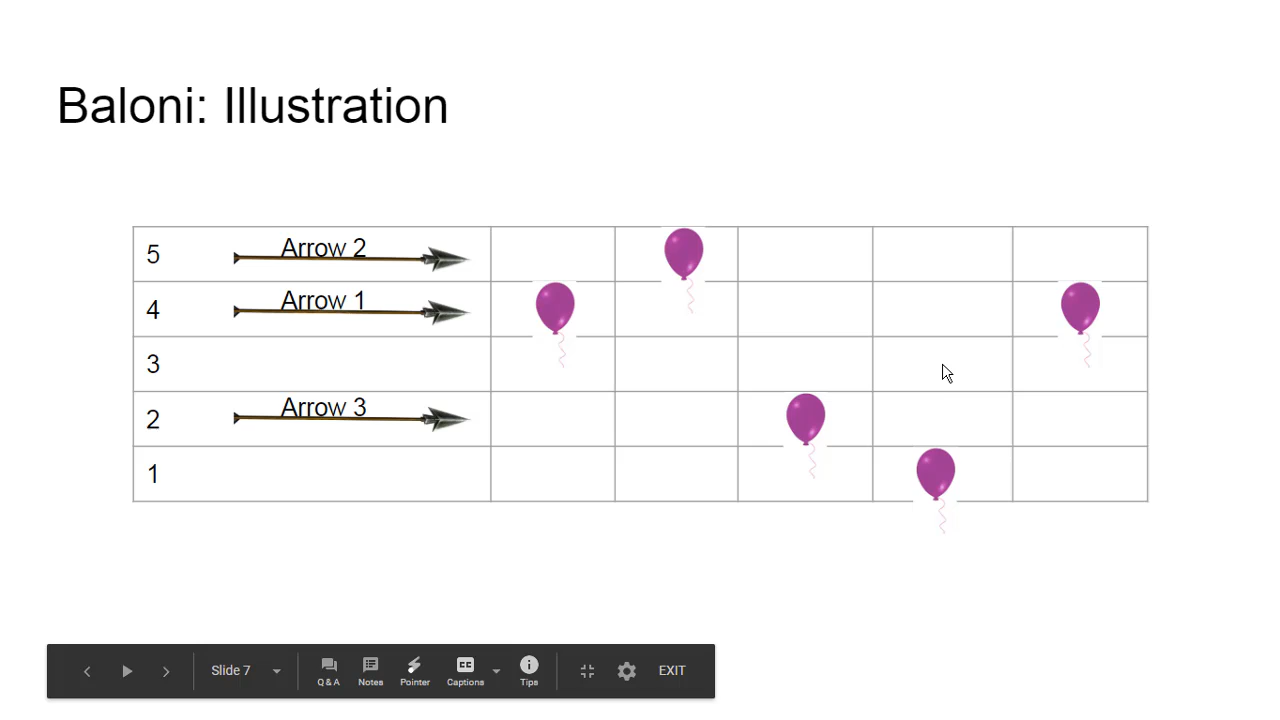 Baloni: Illustration
5 Arrow 2
4 Arrow 1
3
2 Arrow 3
1
Slide 7
Q & A Notes Pointer CC Captions Tips EXIT